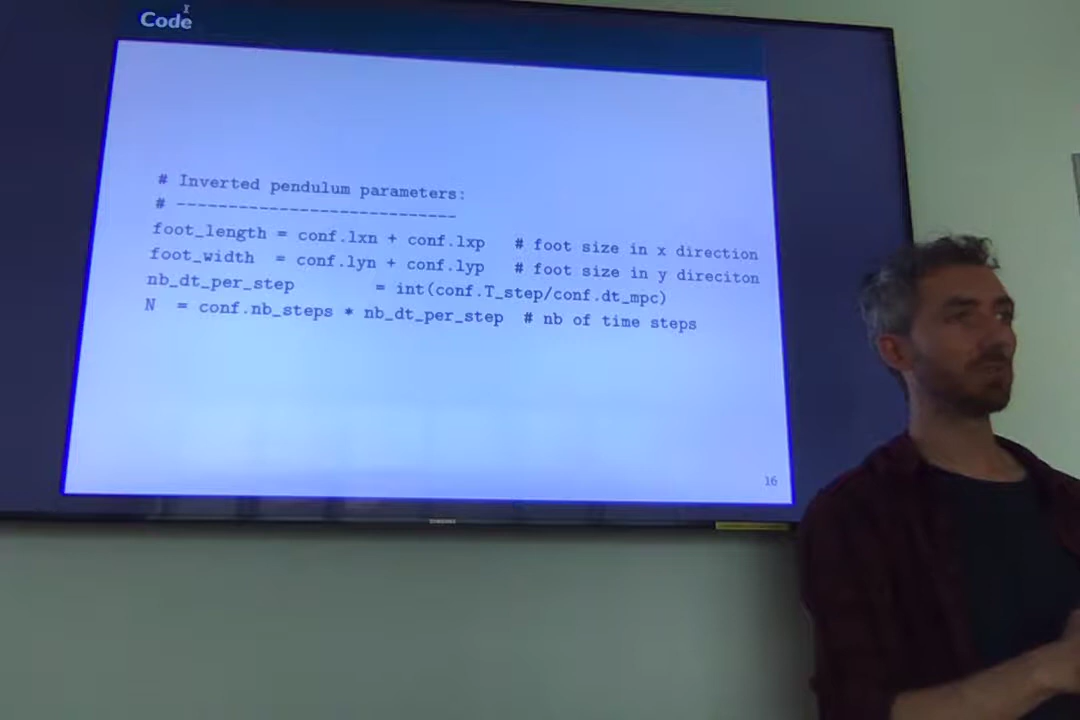 Code
# Inverted pendulum parameters:
# ---------------------------
foot_length = conf.lxn + conf.lxp # foot size in x direction
foot_width = conf.lyn + conf.lyp # foot size in y direciton
nb_dt_per_step = int(conf.T_step/conf.dt_mpc)
N = conf.nb_steps * nb_dt_per_step # nb of time steps
16
SAMSUNG